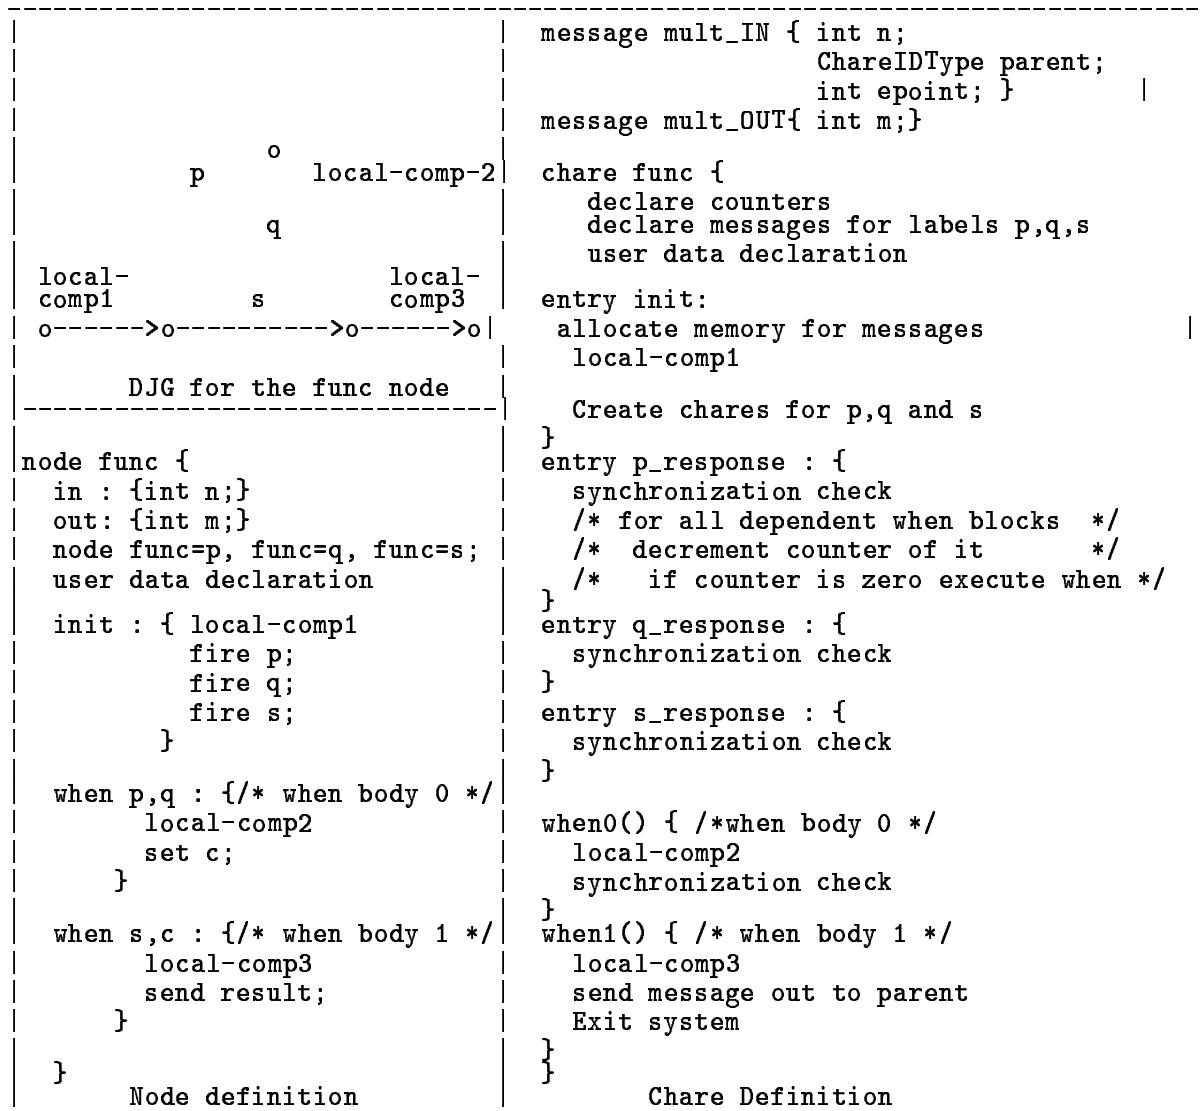 o
p local-comp-2
q
local- local-
comp1 s comp3
o------>o---------->o------>o
DJG for the func node
node func {
in : {int n;}
out: {int m;}
node func=p, func=q, func=s;
user data declaration
init : { local-comp1
fire p;
fire q;
fire s;
}
when p,q : {/* when body 0 */
local-comp2
set c;
}
when s,c : {/* when body 1 */
local-comp3
send result;
}
}
Node definition
message mult_IN { int n;
ChareIDType parent;
int epoint; }
message mult_OUT{ int m;}
chare func {
declare counters
declare messages for labels p,q,s
user data declaration
entry init:
allocate memory for messages
local-comp1
Create chares for p,q and s
}
entry p_response : {
synchronization check
/* for all dependent when blocks */
/* decrement counter of it */
/* if counter is zero execute when */
}
entry q_response : {
synchronization check
}
entry s_response : {
synchronization check
}
when0() { /*when body 0 */
local-comp2
synchronization check
}
when1() { /* when body 1 */
local-comp3
send message out to parent
Exit system
}
}
Chare Definition